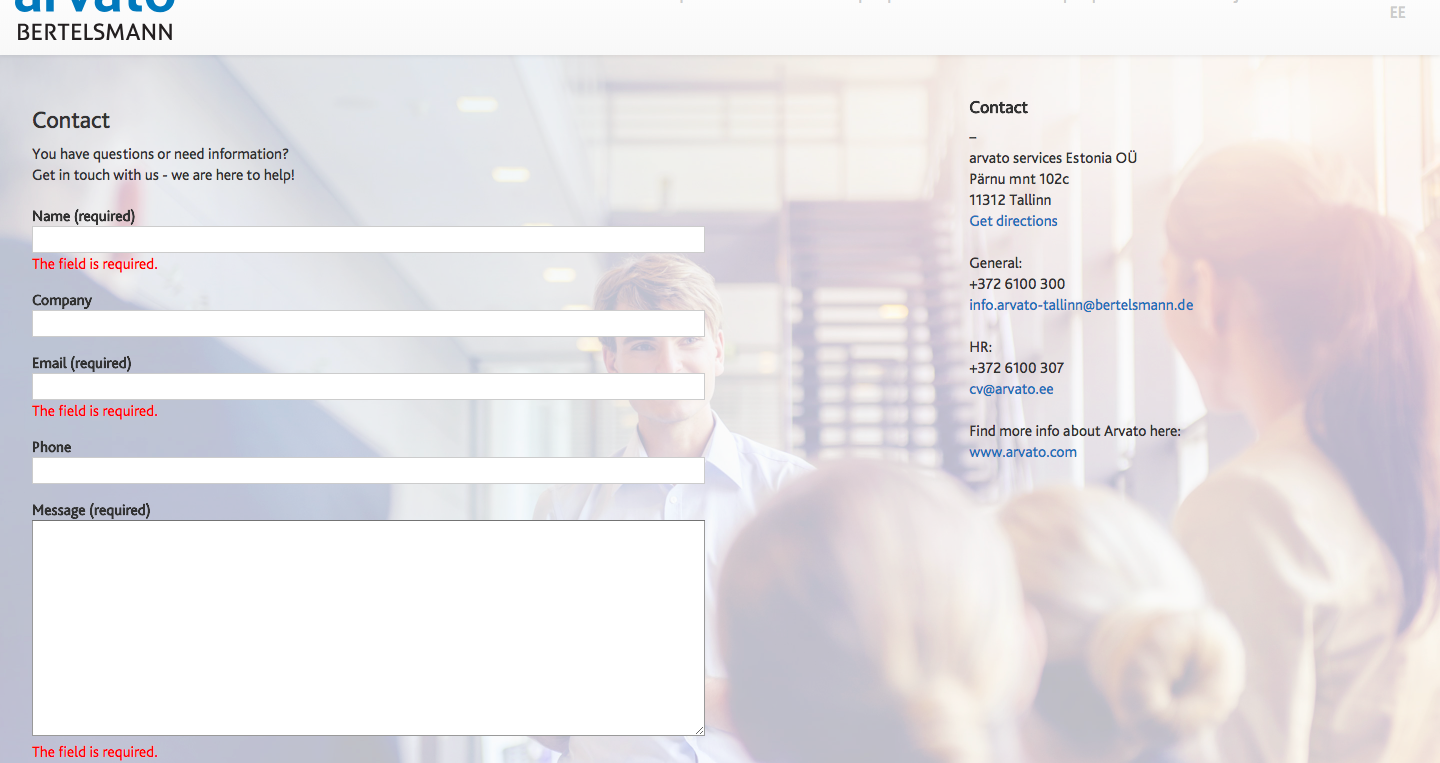 arvato
BERTELSMANN
EE
Contact
You have questions or need information?
Get in touch with us - we are here to help!
Name (required)
The field is required.
Company
Email (required)
The field is required.
Phone
Message (required)
The field is required.
Contact
–
arvato services Estonia OÜ
Pärnu mnt 102c
11312 Tallinn
Get directions
General:
+372 6100 300
info.arvato-tallinn@bertelsmann.de
HR:
+372 6100 307
cv@arvato.ee
Find more info about Arvato here:
www.arvato.com